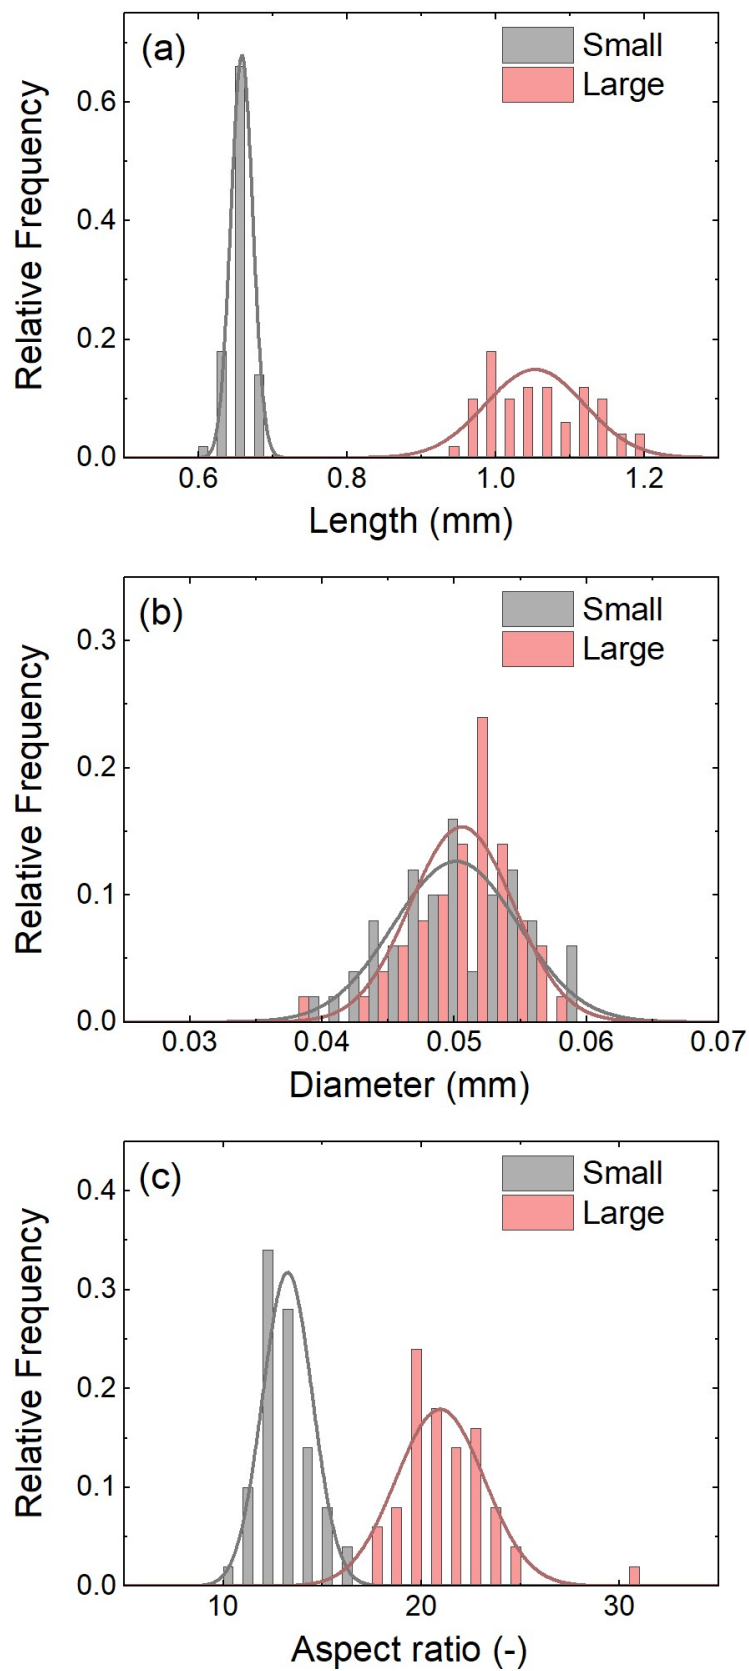 (a)
Small
Large
Relative Frequency
0.6
0.4
0.2
0.0
0.6 0.8 1.0 1.2
Length (mm)
(b)
Small
Large
Relative Frequency
0.3
0.2
0.1
0.0
0.03 0.04 0.05 0.06 0.07
Diameter (mm)
(c)
Small
Large
Relative Frequency
0.4
0.3
0.2
0.1
0.0
10 20 30
Aspect ratio (-)